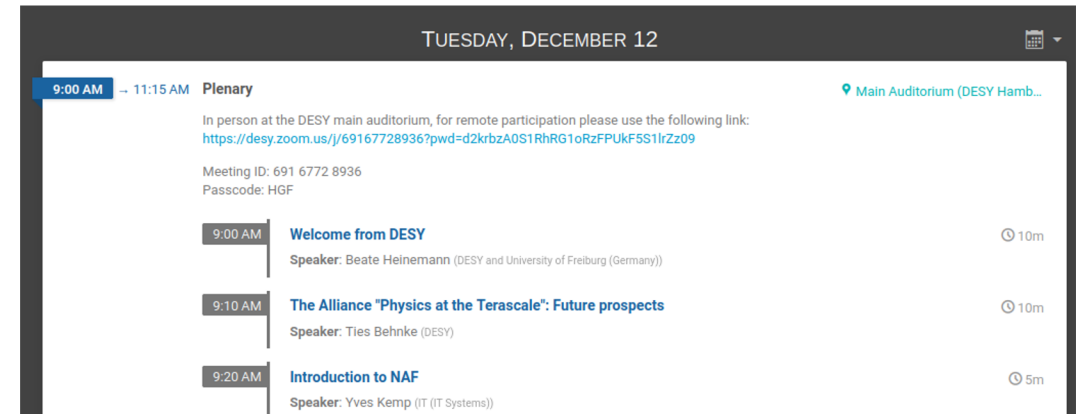 TUESDAY, DECEMBER 12
9:00 AM → 11:15 AM Plenary Main Auditorium (DESY Hamb...
In person at the DESY main auditorium, for remote participation please use the following link:
https://desy.zoom.us/j/69167728936?pwd=d2krbzA0S1RhRG1oRzFPUkF5S1lrZz09
Meeting ID: 691 6772 8936
Passcode: HGF
9:00 AM Welcome from DESY 10m
Speaker: Beate Heinemann (DESY and University of Freiburg (Germany))
9:10 AM The Alliance "Physics at the Terascale": Future prospects 10m
Speaker: Ties Behnke (DESY)
9:20 AM Introduction to NAF 5m
Speaker: Yves Kemp (IT (IT Systems))